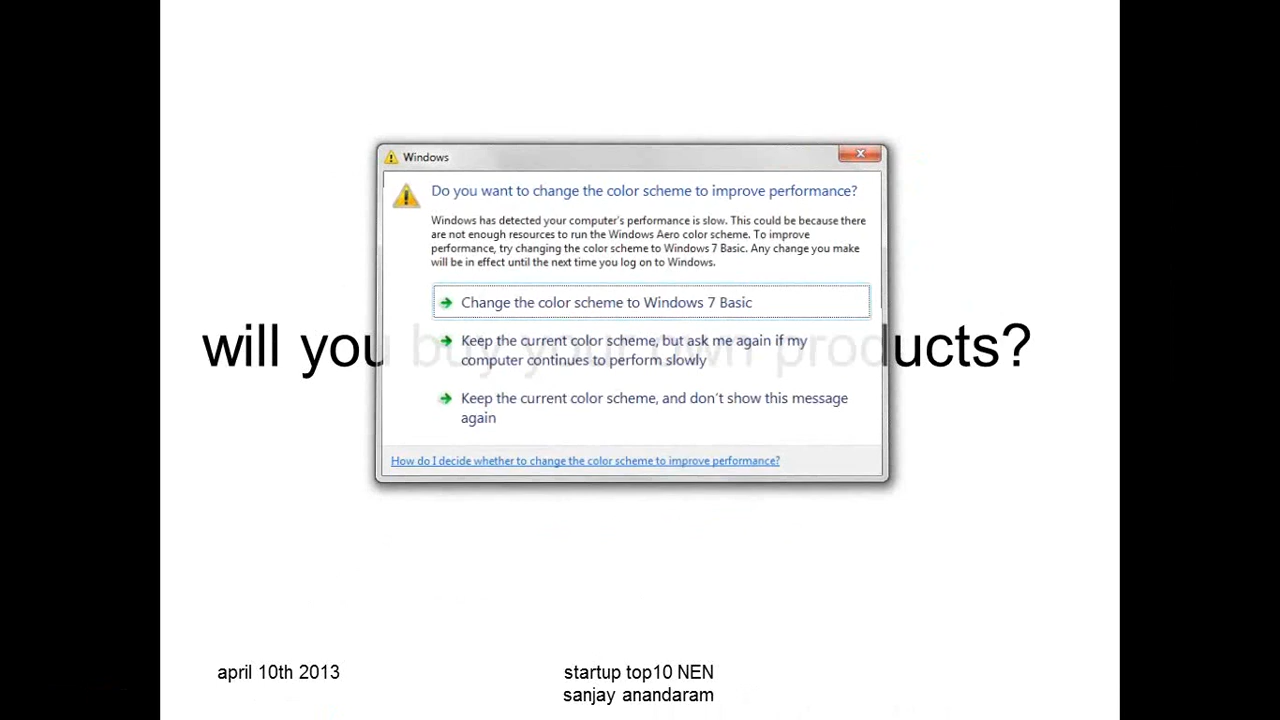 Windows
Do you want to change the color scheme to improve performance?
Windows has detected your computer's performance is slow. This could be because there
are not enough resources to run the Windows Aero color scheme. To improve
performance, try changing the color scheme to Windows 7 Basic. Any change you make
will be in effect until the next time you log on to Windows.
Change the color scheme to Windows 7 Basic
will you buy your own products?
Keep the current color scheme, but ask me again if my
computer continues to perform slowly
Keep the current color scheme, and don't show this message
again
How do I decide whether to change the color scheme to improve performance?
april 10th 2013
startup top10 NEN
sanjay anandaram